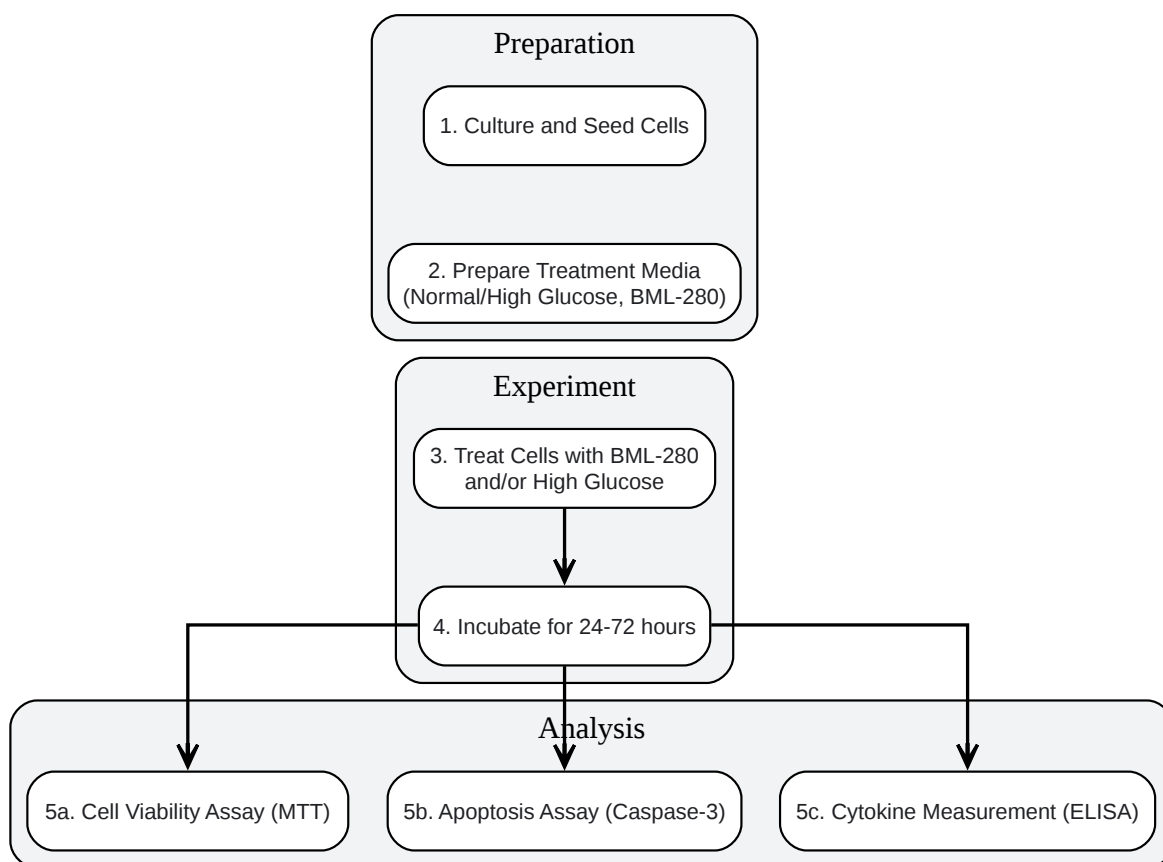 Preparation
1. Culture and Seed Cells
2. Prepare Treatment Media
(Normal/High Glucose, BML-280)
Experiment
3. Treat Cells with BML-280
and/or High Glucose
4. Incubate for 24-72 hours
Analysis
5a. Cell Viability Assay (MTT)
5b. Apoptosis Assay (Caspase-3)
5c. Cytokine Measurement (ELISA)